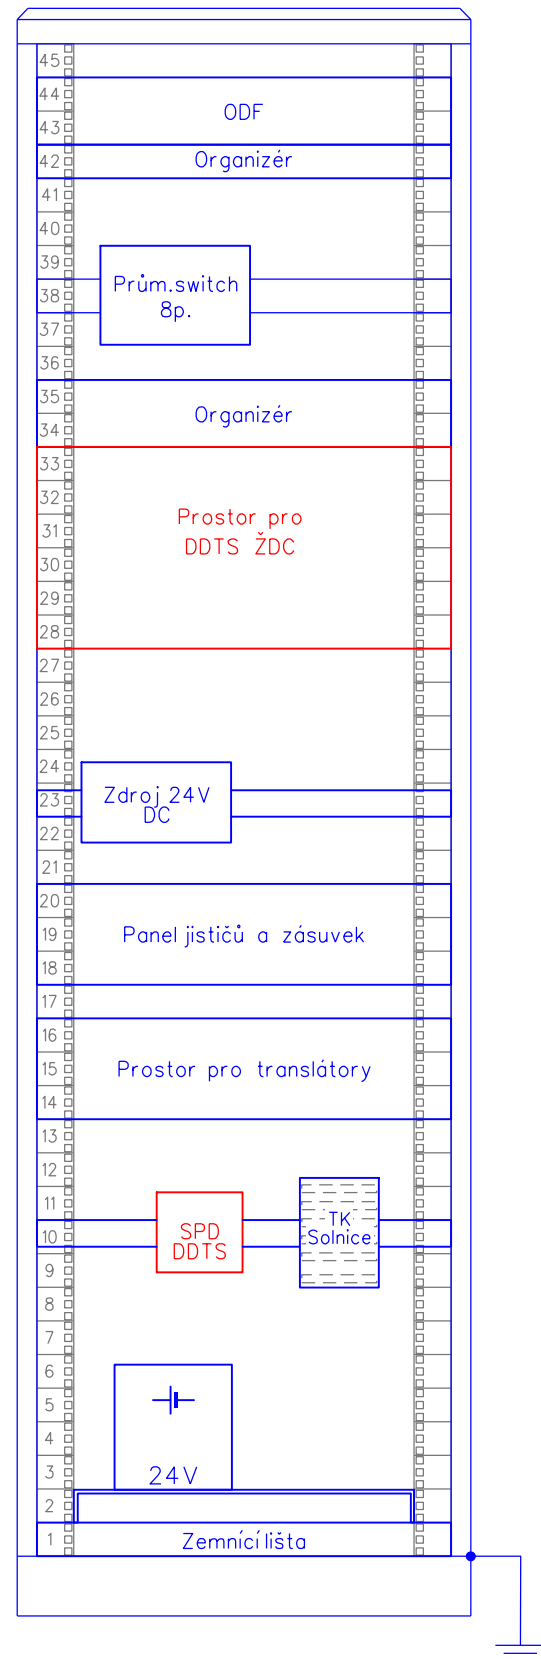 45
44
ODF
43
42 Organizér
41
40
39
Prům.switch
38
8p.
37
36
35
Organizér
34
33
32
Prostor pro
31
DDTS ŽDC
30
29
28
27
26
25
24
23 Zdroj 24V
DC
22
21
20
19 Panel jističů a zásuvek
18
17
16
15 Prostor pro translátory
14
13
12
11
TK
SPD
10 Solnice
DDTS
9
8
7
6
5
4
3 24V
2
1 Zemnící lišta